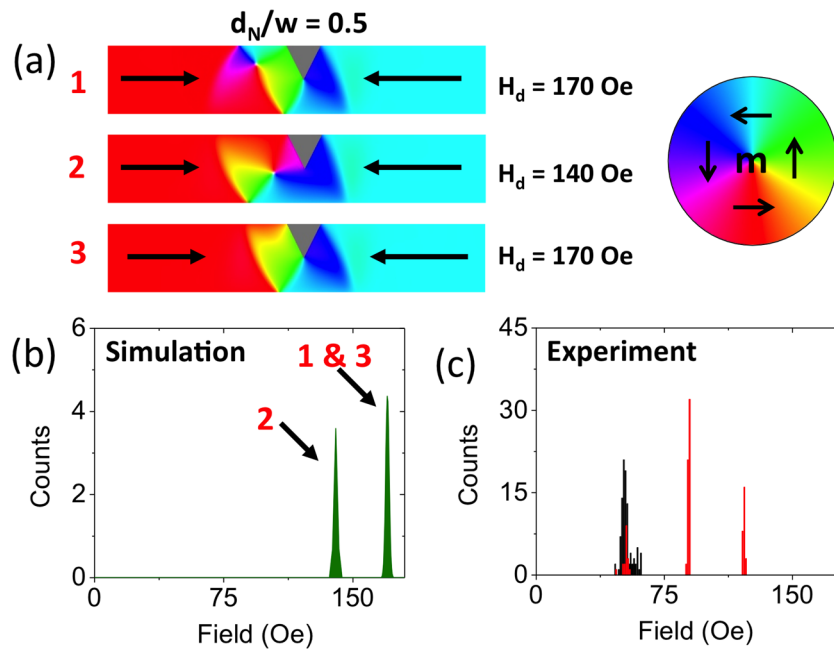 d_N/w = 0.5
(a)
1
H_d = 170 Oe
2
H_d = 140 Oe
3
H_d = 170 Oe
m
(b)
Simulation
1 & 3
2
6
4
2
0
Counts
0
75
150
Field (Oe)
(c)
Experiment
45
30
15
0
Counts
0
75
150
Field (Oe)